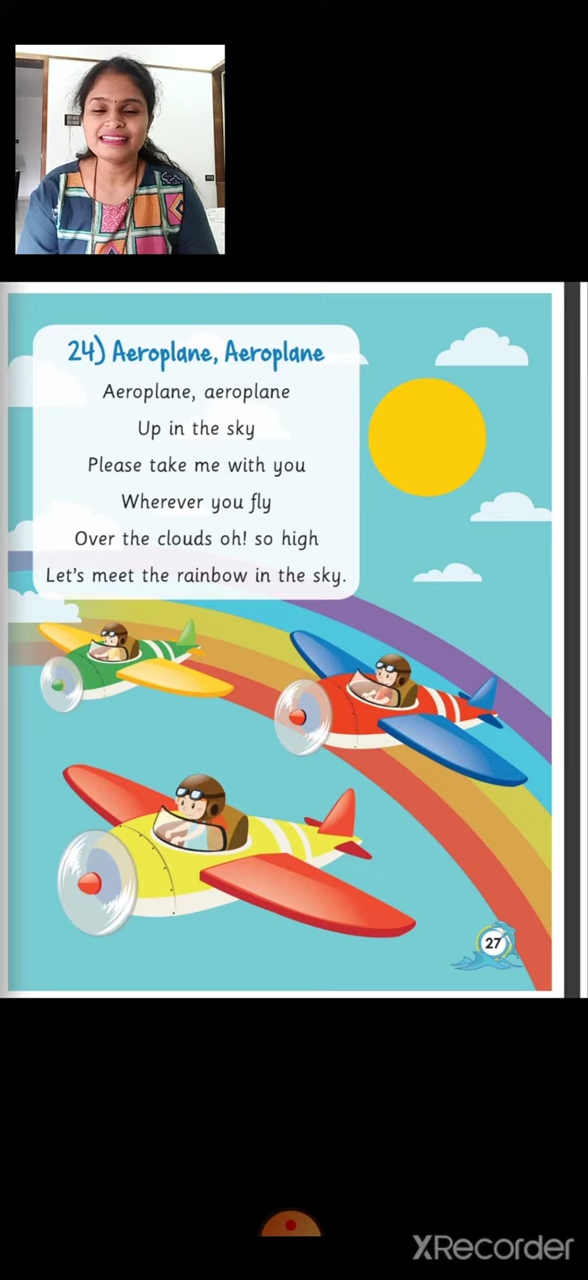 24) Aeroplane, Aeroplane
Aeroplane, aeroplane
Up in the sky
Please take me with you
Wherever you fly
Over the clouds oh! so high
Let's meet the rainbow in the sky.
27
XRecorder